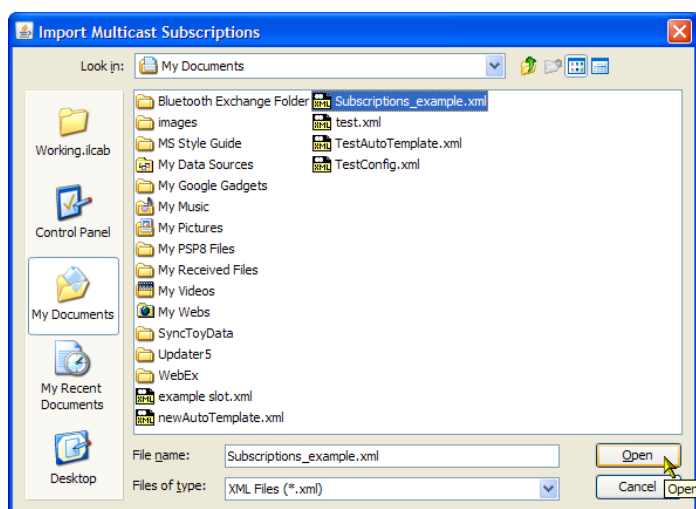 Import Multicast Subscriptions
Look in: My Documents
Working.ilcab
Control Panel
My Documents
My Recent
Documents
Desktop
Bluetooth Exchange Folder
images
MS Style Guide
My Data Sources
My Google Gadgets
My Music
My Pictures
My PSP8 Files
My Received Files
My Videos
My Webs
SyncToyData
Updater5
WebEx
example slot.xml
newAutoTemplate.xml
Subscriptions_example.xml
test.xml
TestAutoTemplate.xml
TestConfig.xml
File name: Subscriptions_example.xml
Open
Files of type: XML Files (*.xml)
Cancel
Open